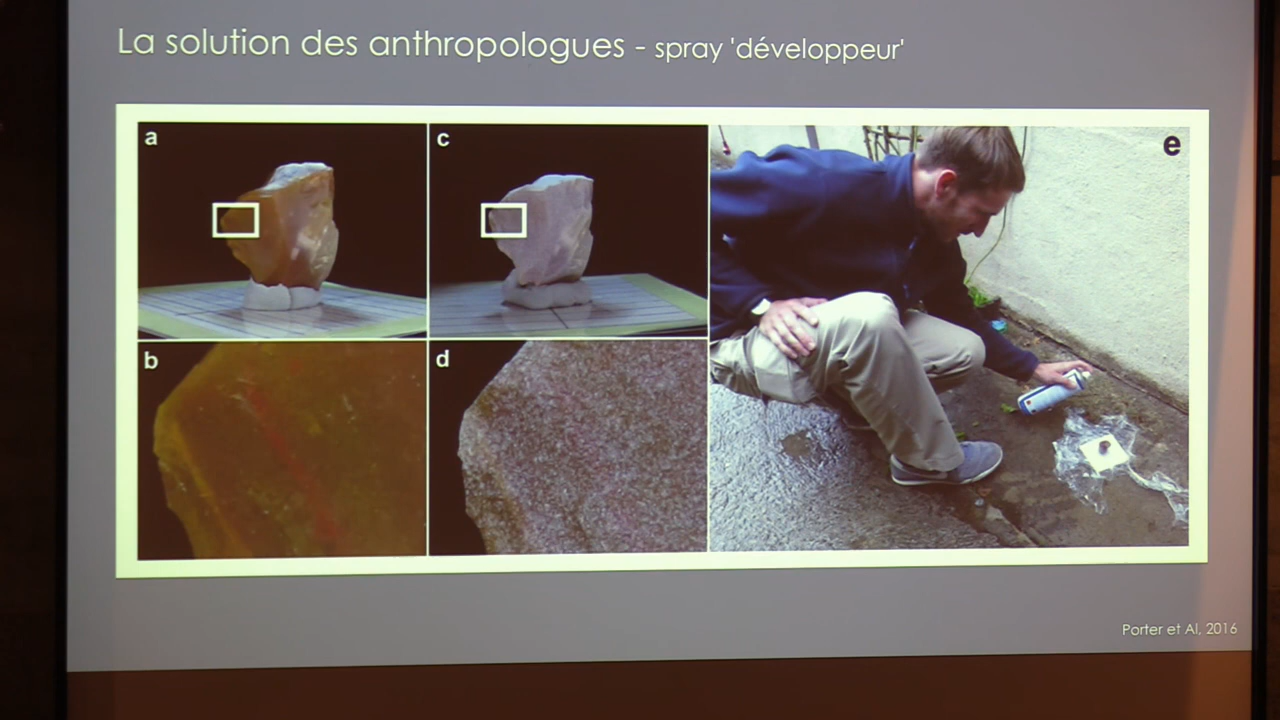 La solution des anthropologues - spray 'développeur'
a
c
e
b
d
Porter et Al, 2016